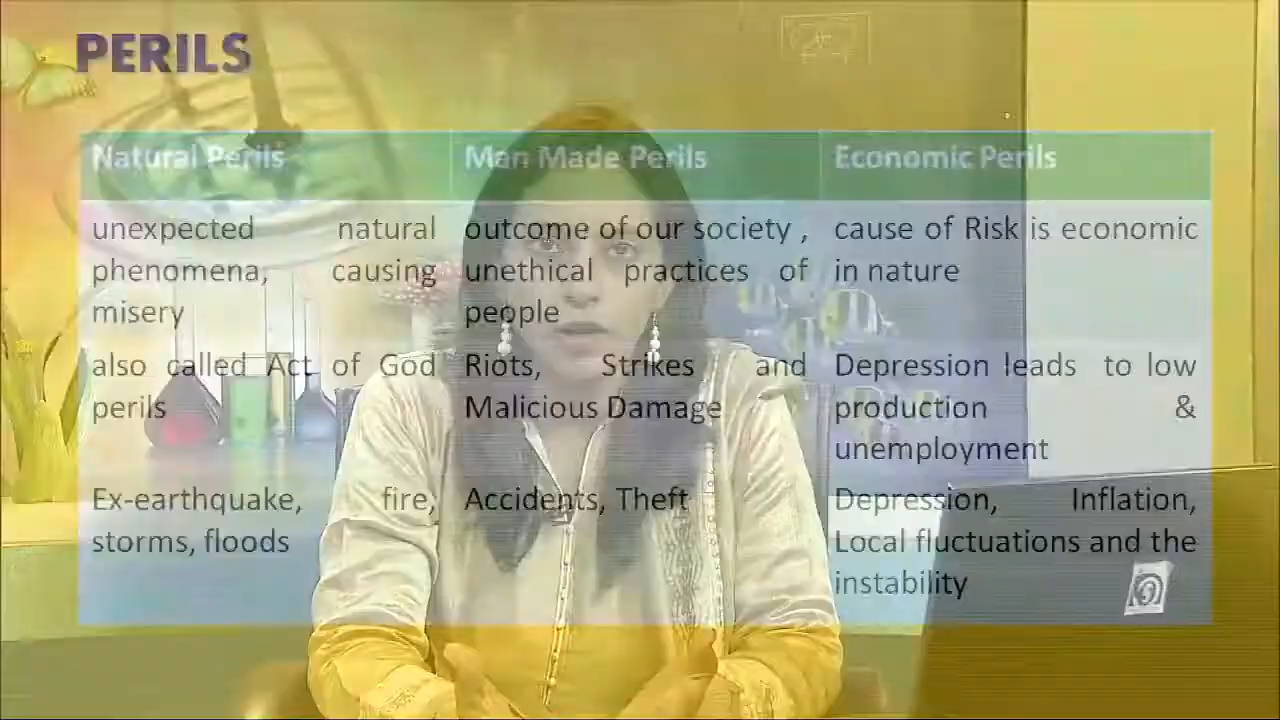 PERILS
Natural Perils
Man Made Perils
Economic Perils
unexpected natural
phenomena, causing
misery
outcome of our society ,
unethical practices of
people
cause of Risk is economic
in nature
also called Act of God
perils
Riots, Strikes and
Malicious Damage
Depression leads to low
production &
unemployment
Ex-earthquake, fire,
storms, floods
Accidents, Theft
Depression, Inflation,
Local fluctuations and the
instability